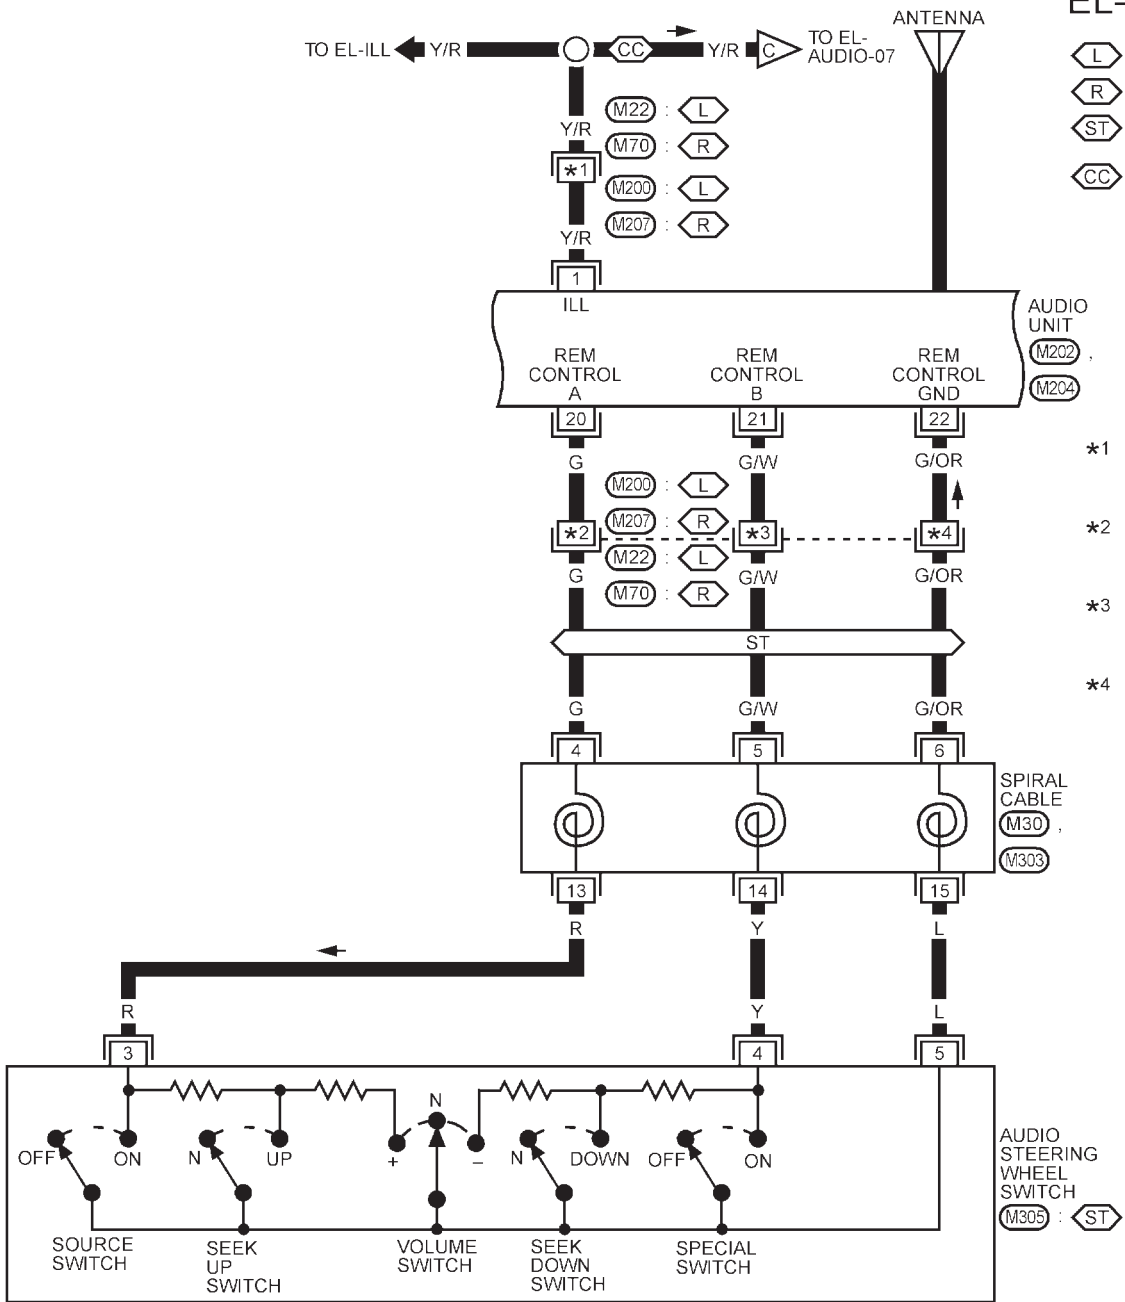 EL-
ANTENNA
TO EL-ILL Y/R CC Y/R C TO EL-
AUDIO-07
L
R
ST
CC
M22 : L
Y/R
M70 : R
*1
M200 : L
M207 : R
Y/R
1
ILL
AUDIO
UNIT
M202 ,
M204
REM
CONTROL
A
REM
CONTROL
B
REM
CONTROL
GND
20 21 22
G G/W G/OR
*1
M200 : L
M207 : R
*2 *3 *4
*2
M22 : L
G G/W G/OR
M70 : R
*3
ST
*4
G G/W G/OR
4 5 6
SPIRAL
CABLE
M30 ,
M303
13 14 15
R Y L
R Y L
3 4 5
N
OFF ON N UP + − N DOWN OFF ON
AUDIO
STEERING
WHEEL
SWITCH
M305 : ST
SOURCE
SWITCH
SEEK
UP
SWITCH
VOLUME
SWITCH
SEEK
DOWN
SWITCH
SPECIAL
SWITCH